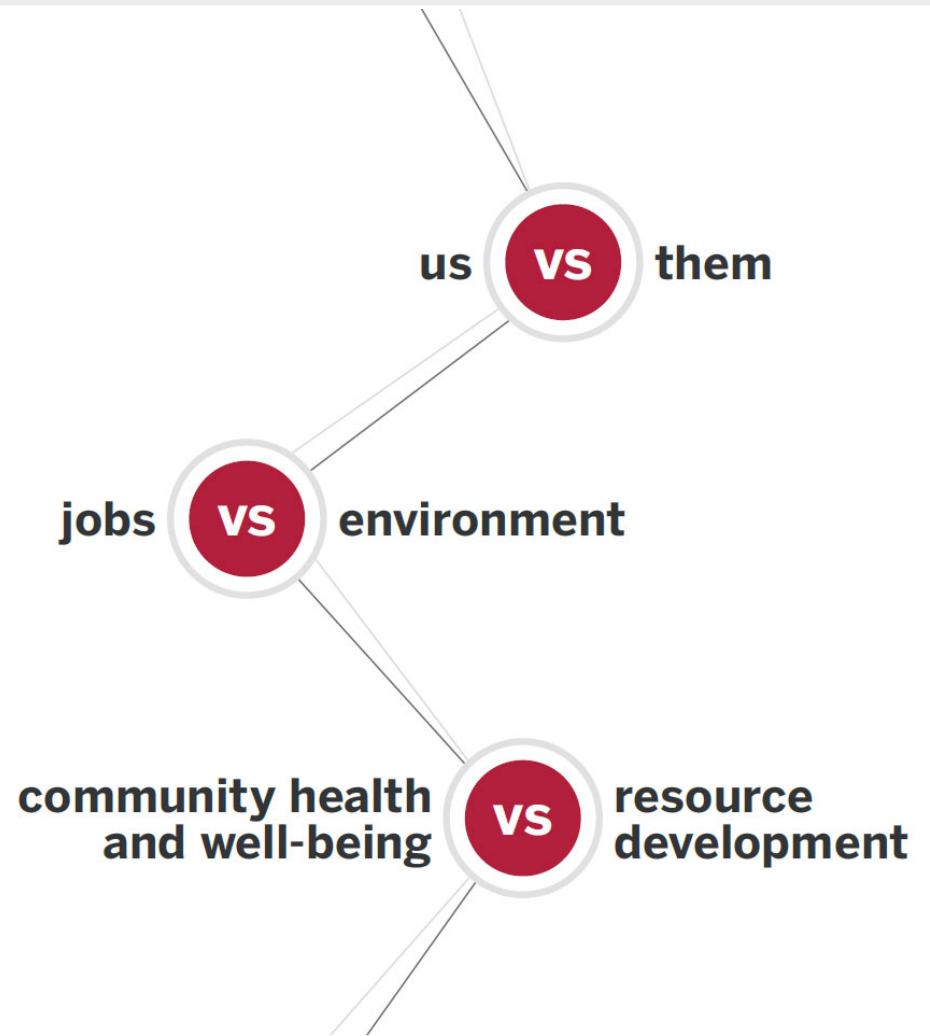 us vs them
jobs vs environment
community health vs resource
and well-being development